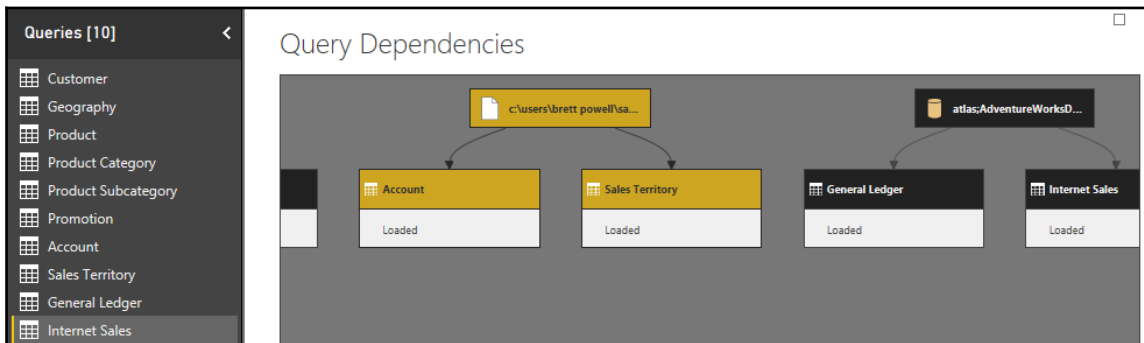 Queries [10]
Query Dependencies
Customer
Geography
Product
Product Category
Product Subcategory
Promotion
Account
Sales Territory
General Ledger
Internet Sales
c:\users\brett powell\sa...
atlas;AdventureWorksD...
Account
Sales Territory
General Ledger
Internet Sales
Loaded
Loaded
Loaded
Loaded